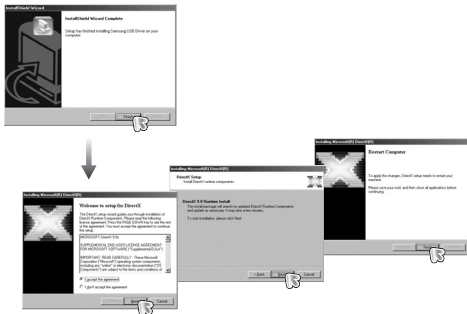 InstallShield Wizard
InstallShield Wizard Complete
Setup has finished installing Samsung USB Driver on your
computer.
Finish
Installing Microsoft(R) DirectX(R)
Welcome to setup for DirectX
The DirectX setup wizard guides you through installation of
DirectX Runtime Components. Please read the following
license agreement. Press the PAGE DOWN key to see the rest
of the agreement. You must accept the agreement to continue
the setup.
MICROSOFT DirectX
SUPPLEMENTAL END USER LICENSE AGREEMENT
FOR MICROSOFT SOFTWARE ("Supplemental EULA")
IMPORTANT: READ CAREFULLY - These Microsoft
Corporation ("Microsoft") operating system components,
including any "online" or electronic documentation ("OS
Components") are subject to the terms and conditions of
I accept the agreement
I don't accept the agreement
Next
Cancel
Installing Microsoft(R) DirectX(R)
DirectX Setup
Install DirectX runtime components
DirectX 9.0 Runtime Install
The install package will search for updated DirectX Components
and update as necessary. It may take a few minutes.
To start installation, please click Next
< Back
Next
Cancel
Installing Microsoft(R) DirectX(R)
Restart Computer
To apply the changes, DirectX setup needs to restart your
machine.
Please save your work and then close all applications before
continuing.
Cancel